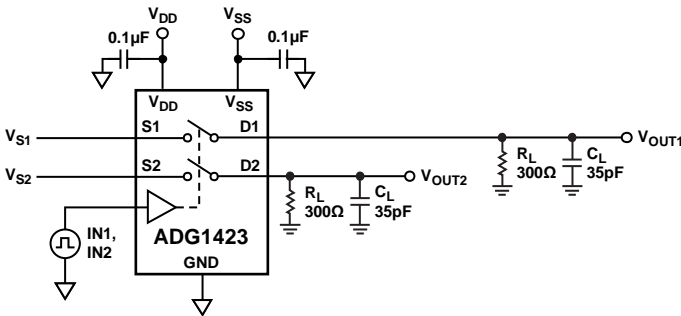 VDD VSS
0.1µF 0.1µF
VDD VSS
VS1 S1 D1 VOUT1
VS2 S2 D2 VOUT2
RL
300Ω
CL
35pF
RL
300Ω
CL
35pF
IN1,
IN2
ADG1423
GND